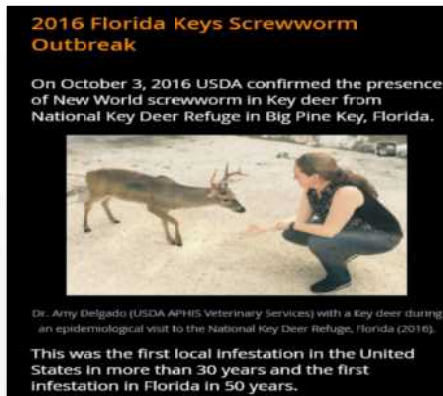 2016 Florida Keys Screwworm
Outbreak
On October 3, 2016 USDA confirmed the presence
of New World screwworm in Key deer from
National Key Deer Refuge in Big Pine Key, Florida.
Dr. Amy Delgado (USDA APHIS Veterinary Services) with a Key deer during
an epidemiological visit to the National Key Deer Refuge, Florida (2016).
This was the first local infestation in the United
States in more than 30 years and the first
infestation in Florida in 50 years.